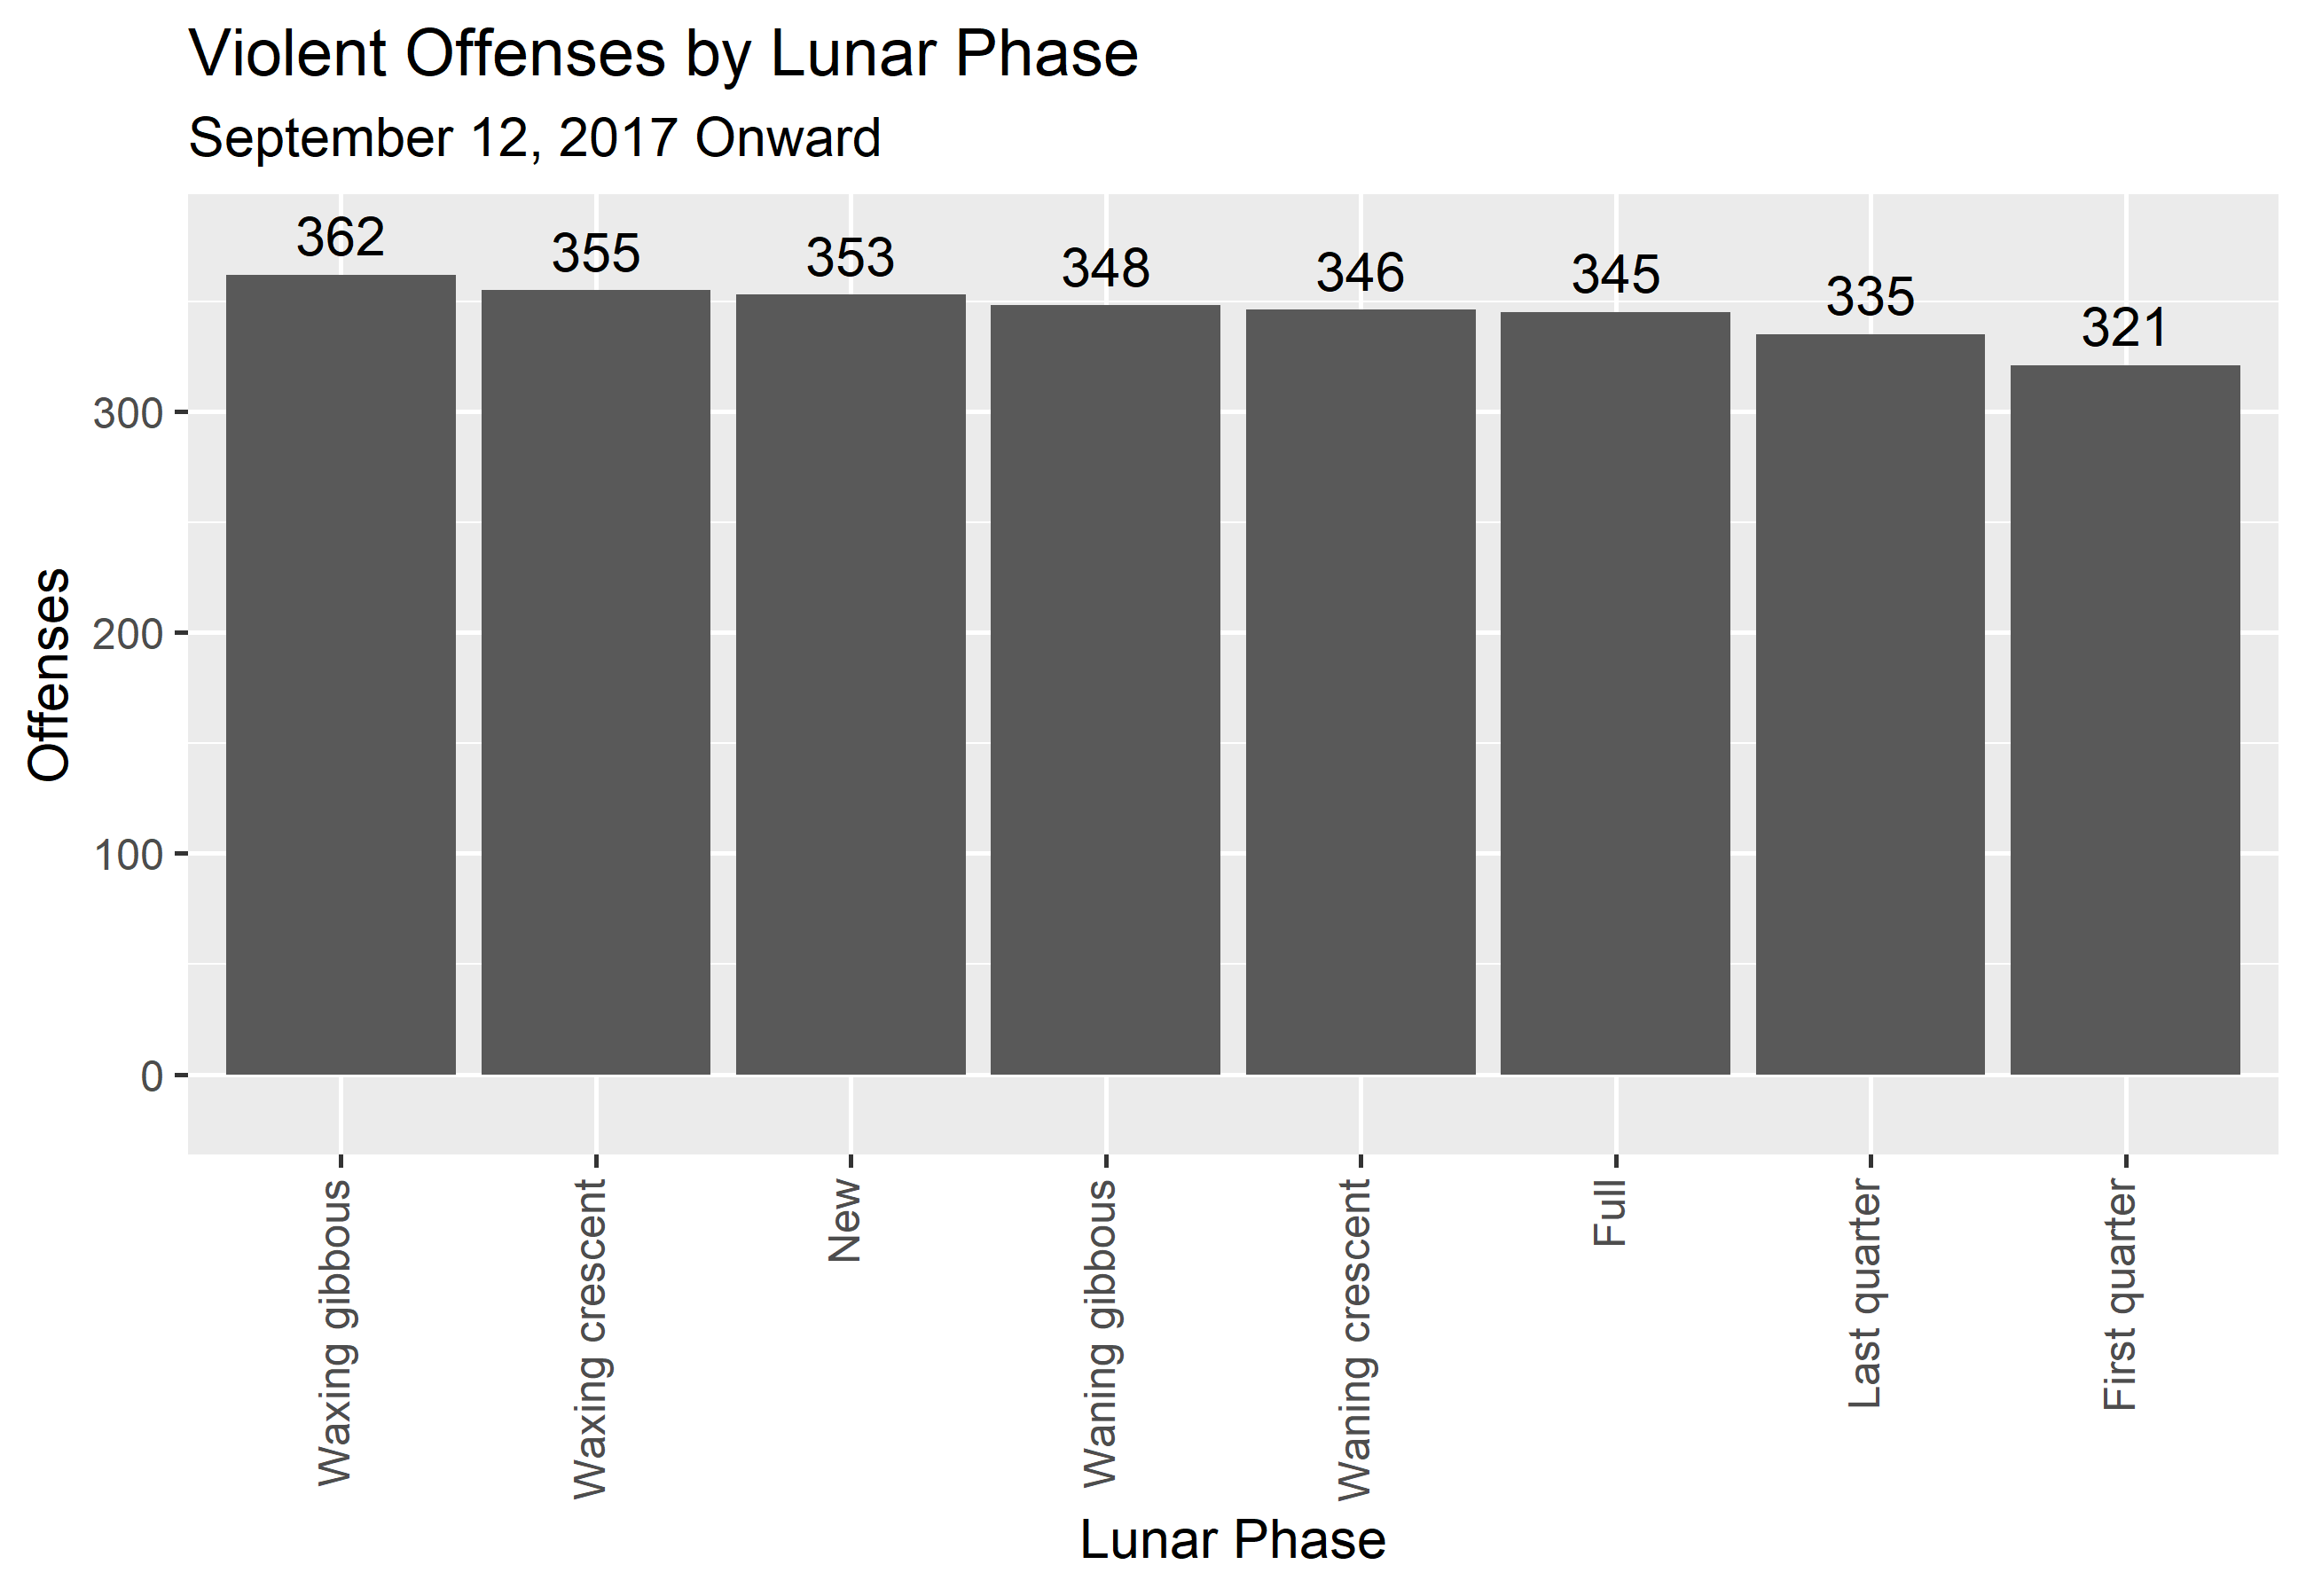 Violent Offenses by Lunar Phase
September 12, 2017 Onward
362
355
353
348
346
345
335
321
300
200
100
0
Offenses
Waxing gibbous
Waxing crescent
New
Waning gibbous
Waning crescent
Full
Last quarter
First quarter
Lunar Phase